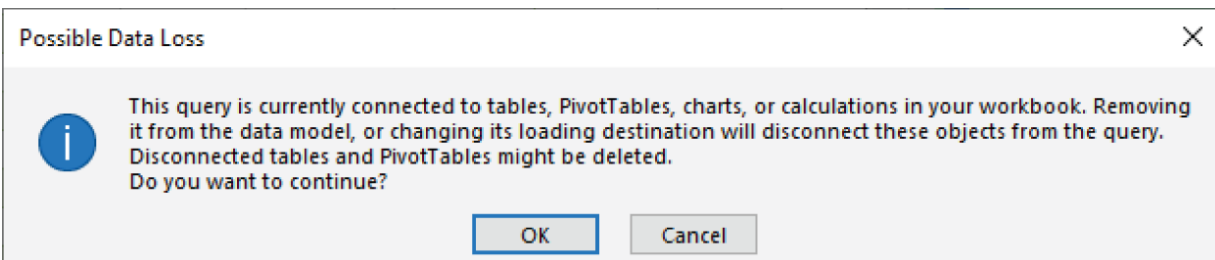 Possible Data Loss
This query is currently connected to tables, PivotTables, charts, or calculations in your workbook. Removing
it from the data model, or changing its loading destination will disconnect these objects from the query.
Disconnected tables and PivotTables might be deleted.
Do you want to continue?
OK
Cancel